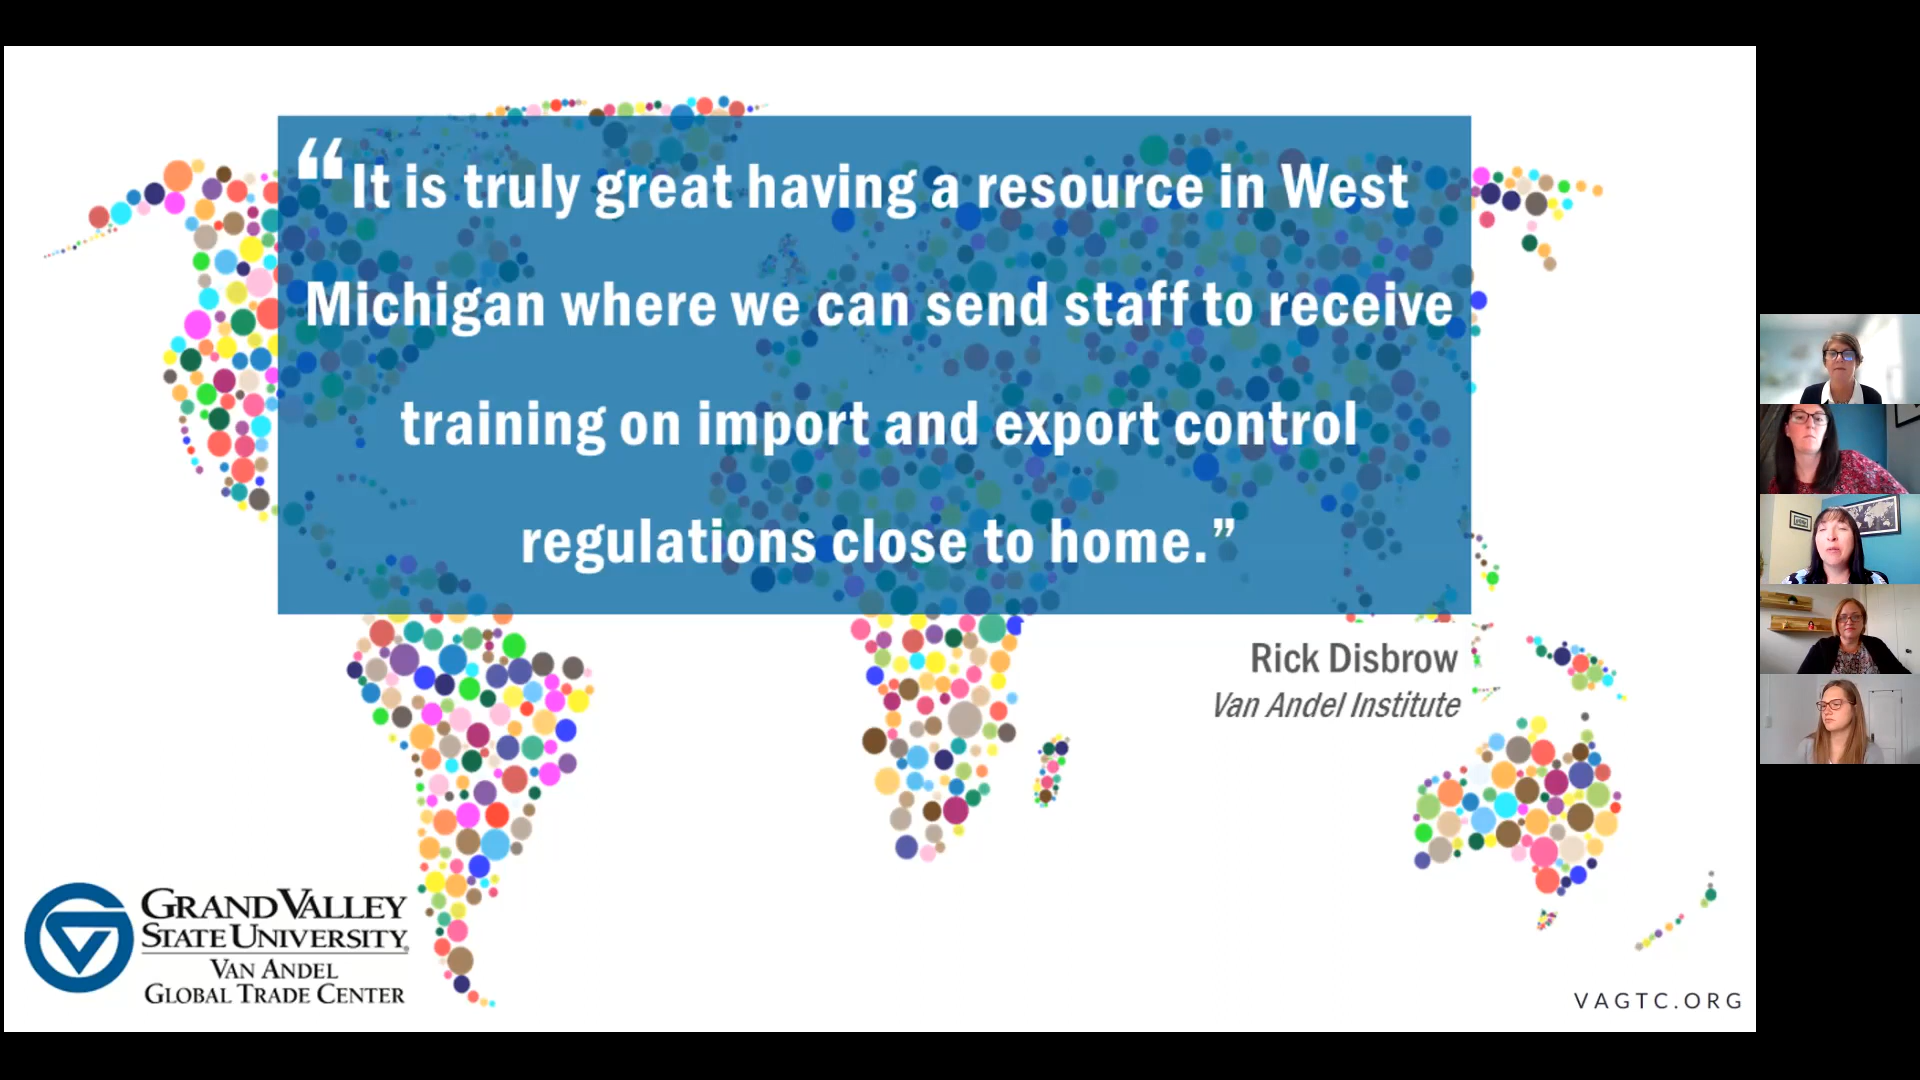 “It is truly great having a resource in West
Michigan where we can send staff to receive
training on import and export control
regulations close to home.”
Rick Disbrow
Van Andel Institute
GRAND VALLEY
STATE UNIVERSITY®
VAN ANDEL
GLOBAL TRADE CENTER
VAGTC.ORG